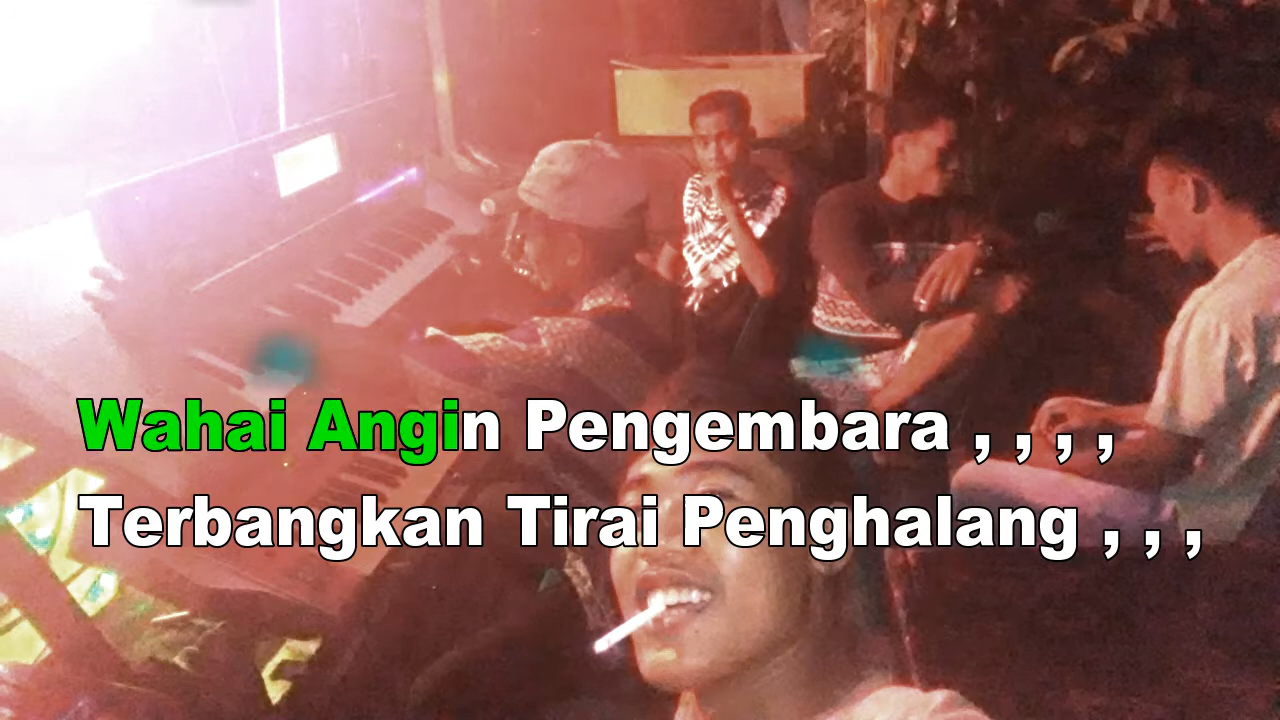 Wahai Angin Pengembara , , , ,
Terbangkan Tirai Penghalang , , ,